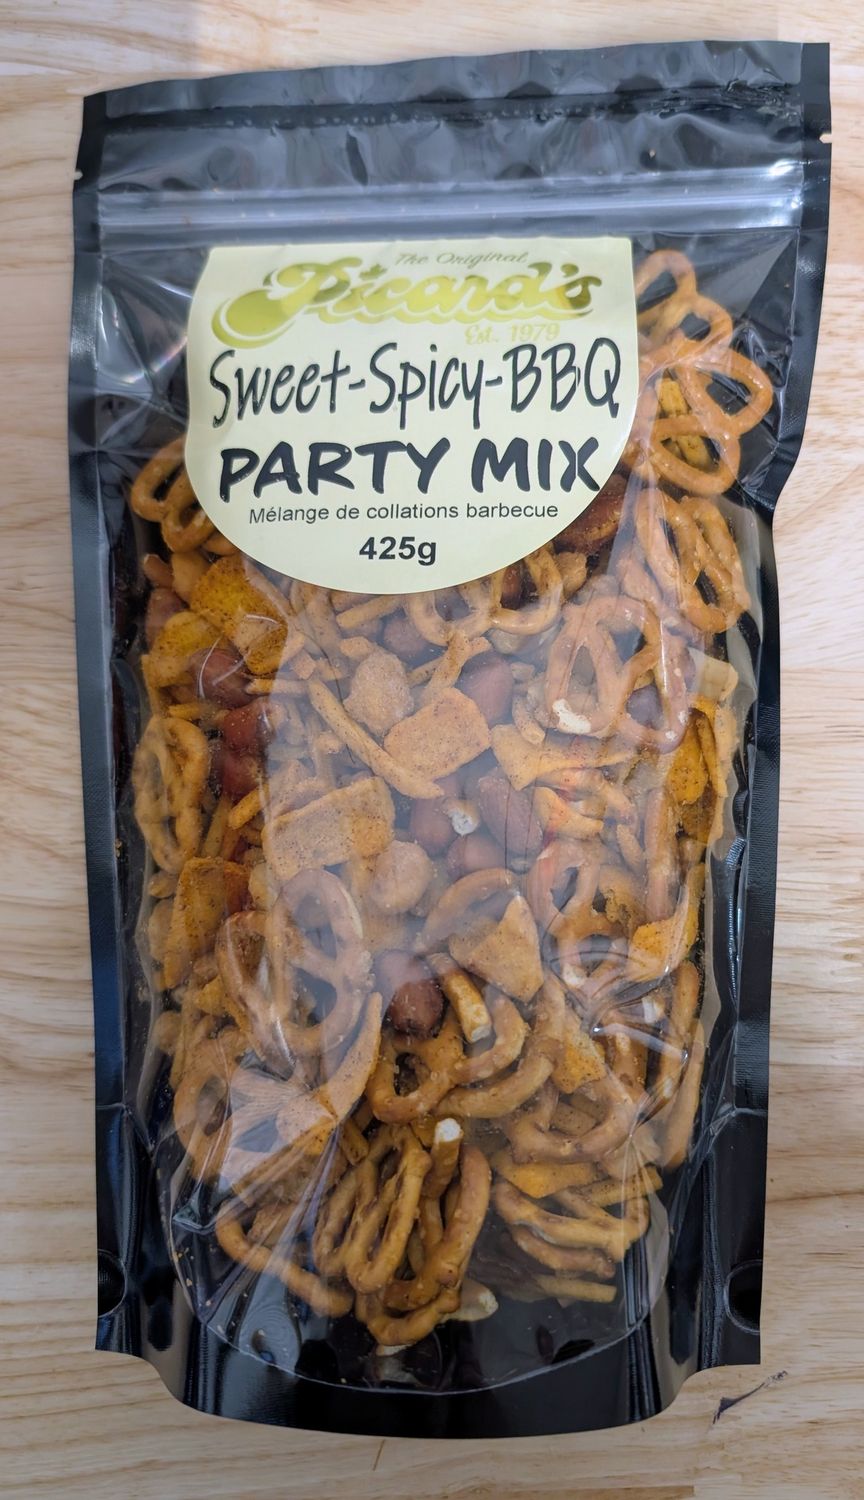 The Original
Picard's
Est. 1979
Sweet-Spicy-BBQ
PARTY MIX
Mélange de collations barbecue
425g